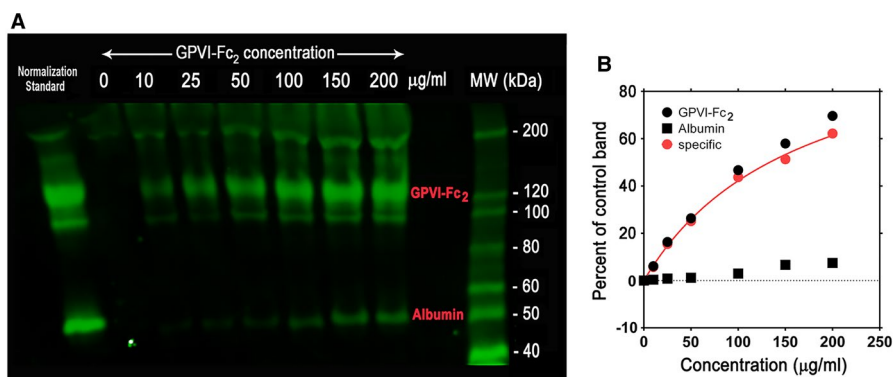 A
GPVI-Fc2 concentration
Normalization
Standard
0 10 25 50 100 150 200 μg/ml MW (kDa)
- 200
GPVI-Fc2
- 120
- 100
- 80
- 60
Albumin
- 50
- 40
B
GPVI-Fc2
Albumin
specific
Percent of control band
80
60
40
20
0
-10
0 50 100 150 200 250
Concentration (μg/ml)